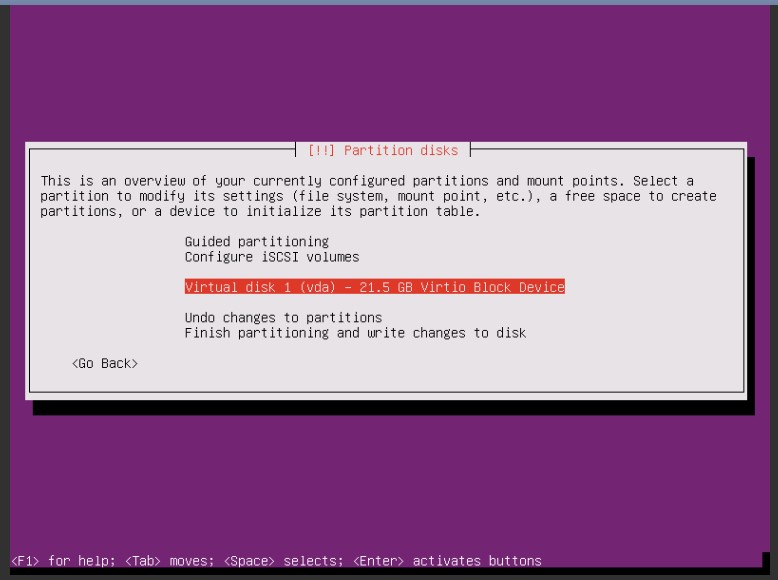 [!!] Partition disks
This is an overview of your currently configured partitions and mount points. Select a
partition to modify its settings (file system, mount point, etc.), a free space to create
partitions, or a device to initialize its partition table.
Guided partitioning
Configure iSCSI volumes
Virtual disk 1 (vda) - 21.5 GB Virtio Block Device
Undo changes to partitions
Finish partitioning and write changes to disk
<Go Back>
<F1> for help; <Tab> moves; <Space> selects; <Enter> activates buttons